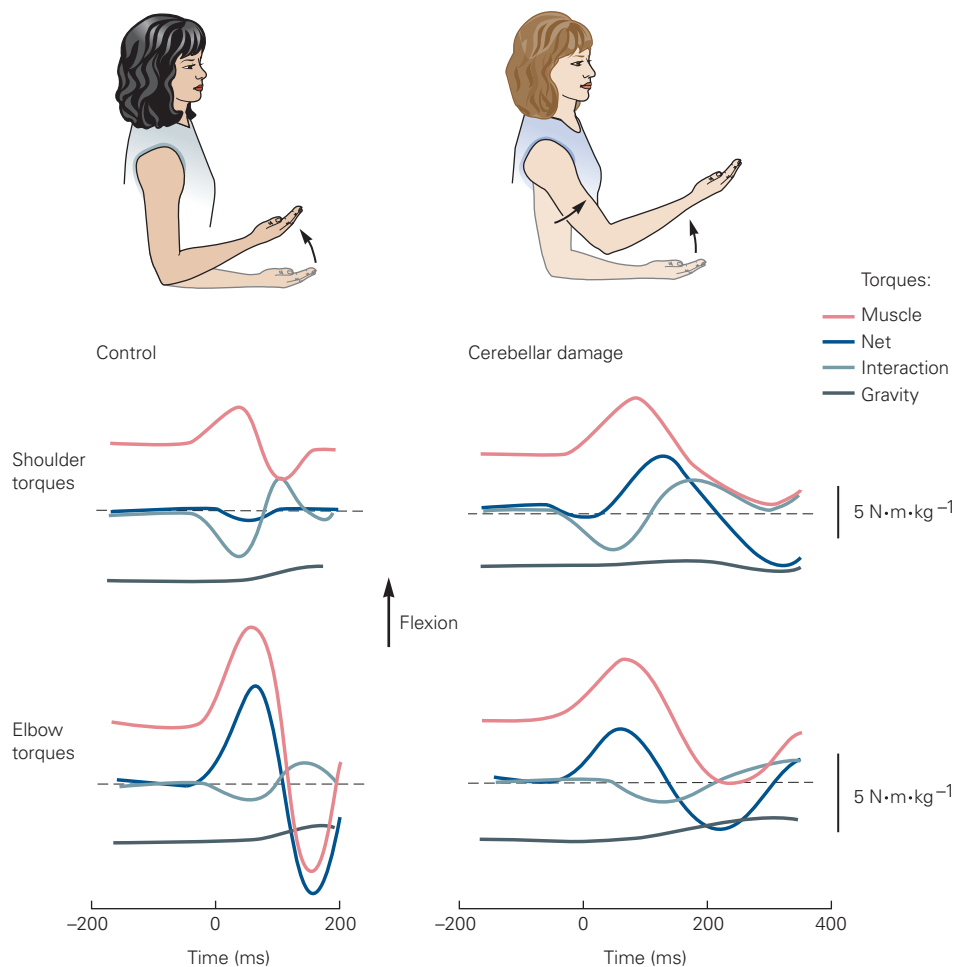 Torques:
Muscle
Net
Interaction
Gravity
Control
Cerebellar damage
Shoulder
torques
5 N•m•kg⁻¹
Flexion
Elbow
torques
5 N•m•kg⁻¹
–200
0
200
–200
0
200
400
Time (ms)
Time (ms)